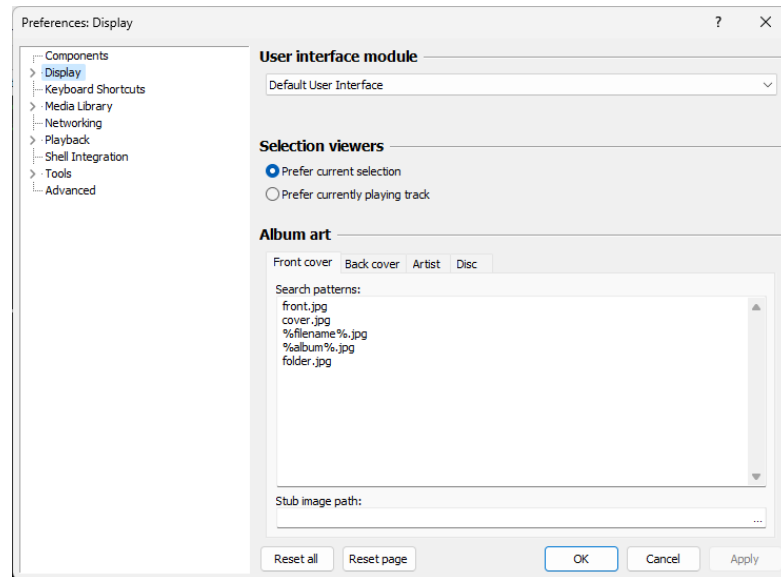 Preferences: Display
?
Components
Display
Keyboard Shortcuts
Media Library
Networking
Playback
Shell Integration
Tools
Advanced
User interface module
Default User Interface
Selection viewers
Prefer current selection
Prefer currently playing track
Album art
Front cover Back cover Artist Disc
Search patterns:
front.jpg
cover.jpg
%filename%.jpg
%album%.jpg
folder.jpg
Stub image path:
...
Reset all Reset page OK Cancel Apply